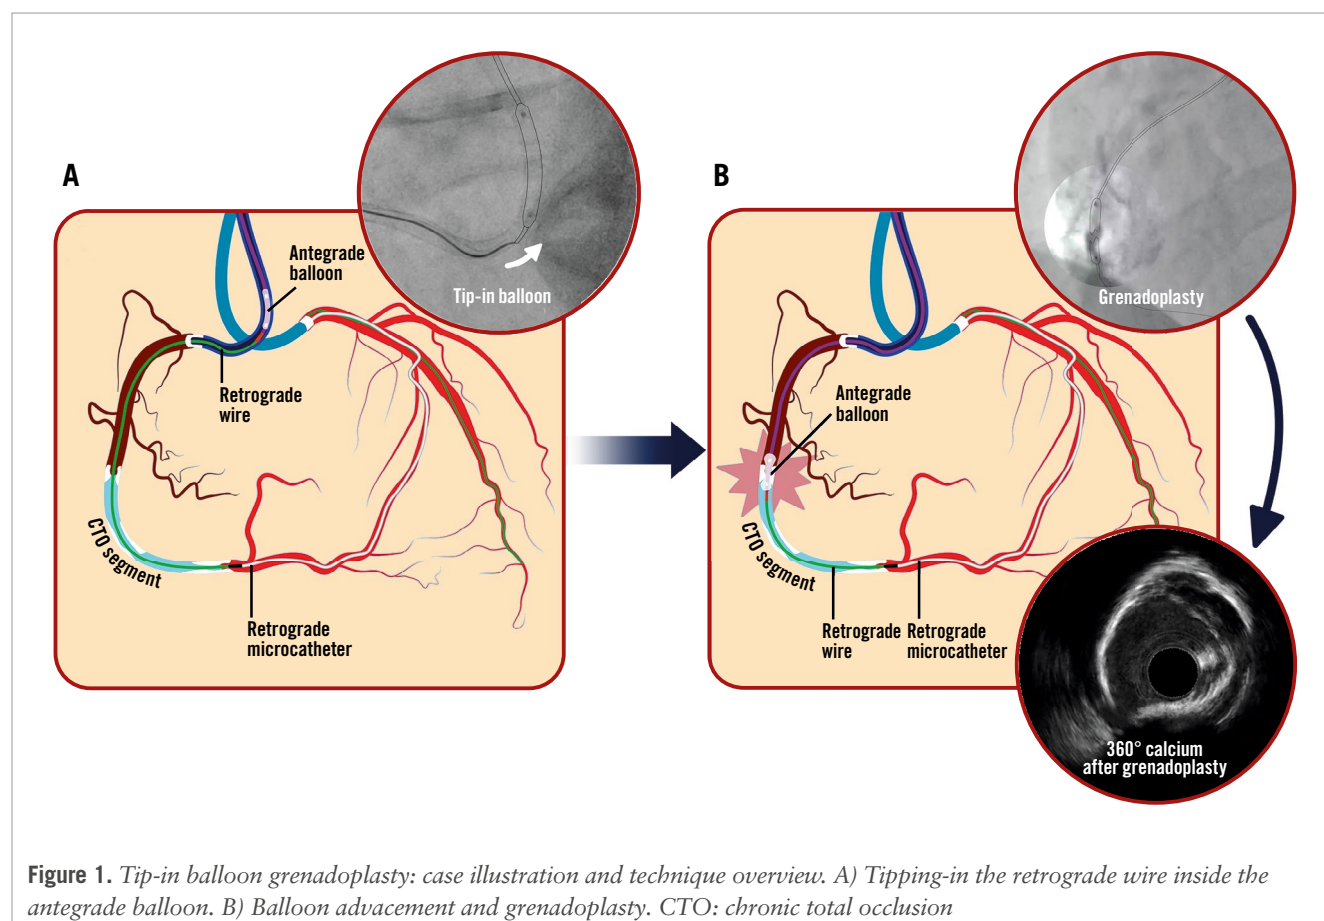 A
Antegrade
balloon
Tip-in balloon
Retrograde
wire
CTO segment
Retrograde
microcatheter
B
Grenadoplasty
Antegrade
balloon
CTO segment
Retrograde
wire
Retrograde
microcatheter
360° calcium
after grenadoplasty
Figure 1. Tip-in balloon grenadoplasty: case illustration and technique overview. A) Tipping-in the retrograde wire inside the
antegrade balloon. B) Balloon advacement and grenadoplasty. CTO: chronic total occlusion